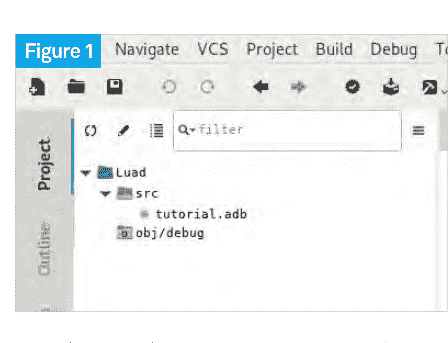 Figure 1
Navigate VCS Project Build Debug
filter
Project
Luad
src
tutorial.adb
Outline
obj/debug